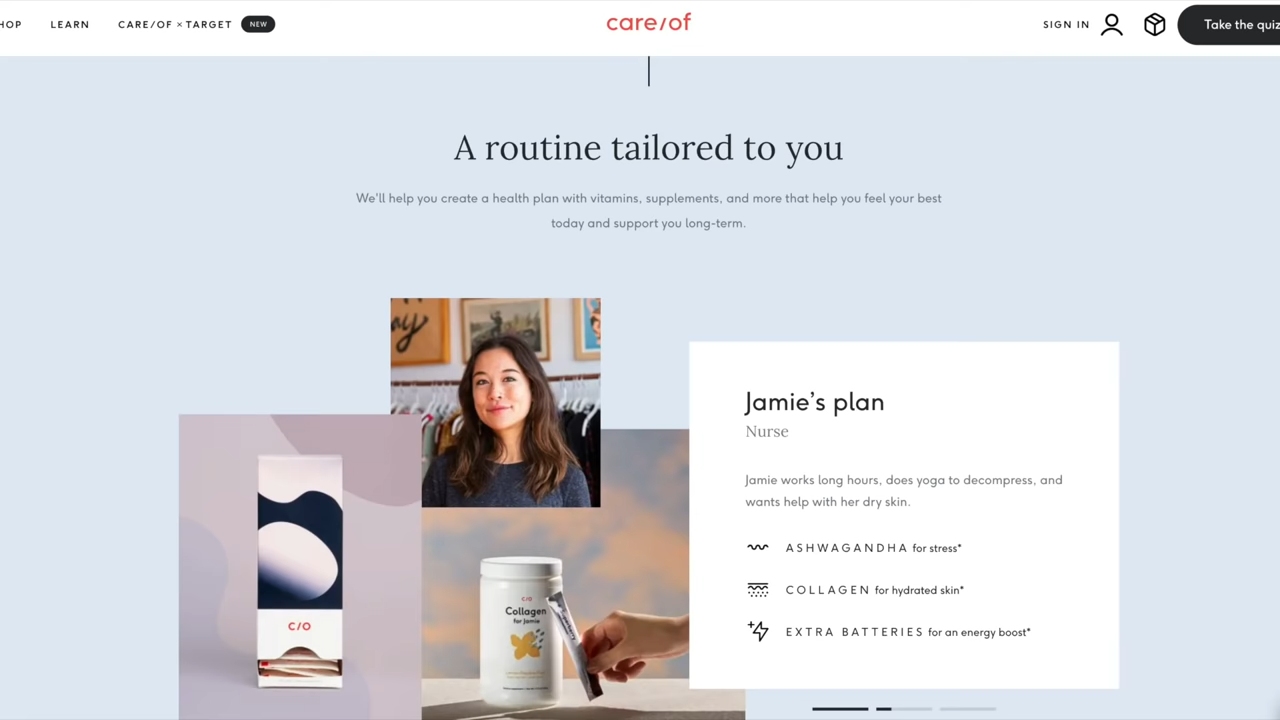 HOP
LEARN
CARE/OF × TARGET
NEW
care/of
SIGN IN
Take the quiz
A routine tailored to you
We'll help you create a health plan with vitamins, supplements, and more that help you feel your best
today and support you long-term.
ay
Jamie's plan
Nurse
Jamie works long hours, does yoga to decompress, and
wants help with her dry skin.
ASHWAGANDHA for stress*
COLLAGEN for hydrated skin*
EXTRA BATTERIES for an energy boost*
C/O
C/O
Collagen
for Jamie